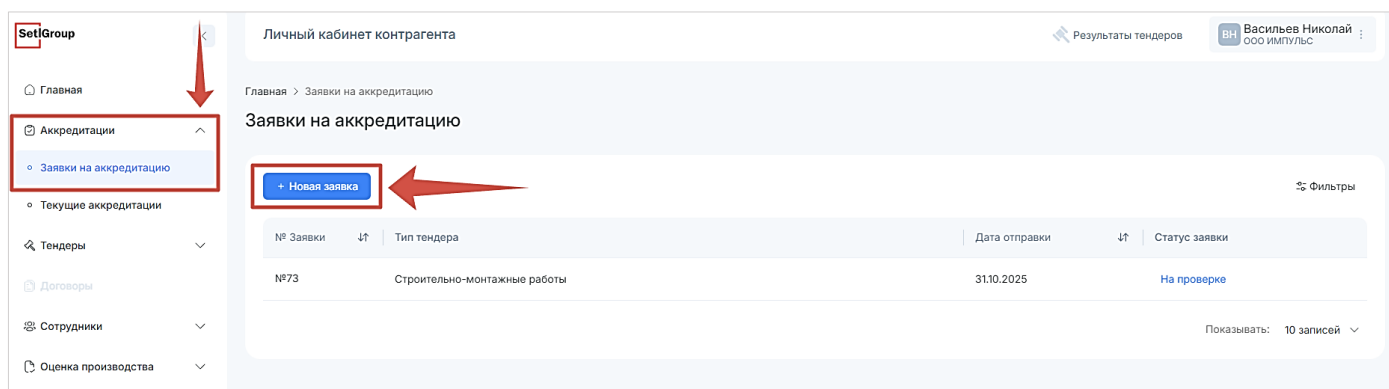 SetlGroup
Личный кабинет контрагента
Результаты тендеров
ВН
Васильев Николай
ООО ИМПУЛЬС
Главная
Аккредитации
Заявки на аккредитацию
Текущие аккредитации
Тендеры
Договоры
Сотрудники
Оценка производства
Главная > Заявки на аккредитацию
Заявки на аккредитацию
+ Новая заявка
Фильтры
№ Заявки Тип тендера Дата отправки Статус заявки
№73 Строительно-монтажные работы 31.10.2025 На проверке
Показывать: 10 записей